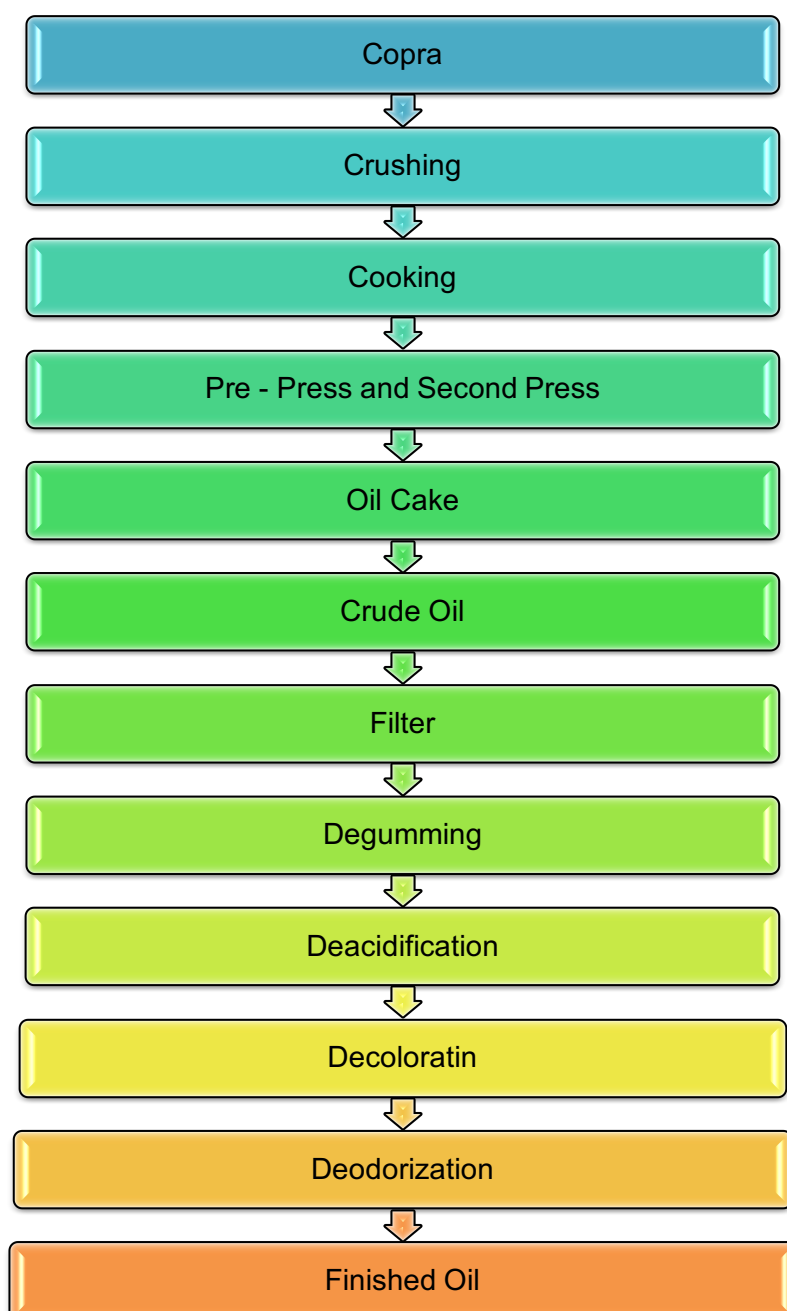 Copra
Crushing
Cooking
Pre - Press and Second Press
Oil Cake
Crude Oil
Filter
Degumming
Deacidification
Decoloratin
Deodorization
Finished Oil